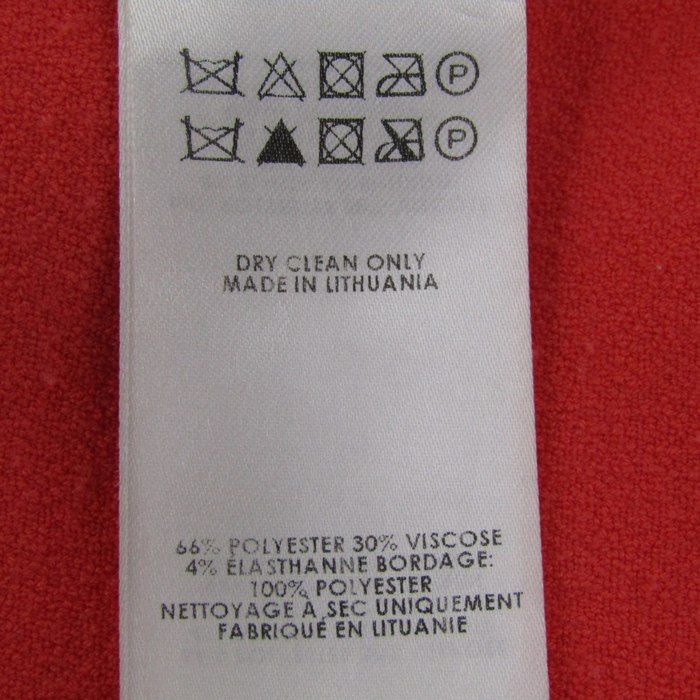 P
P
DRY CLEAN ONLY
MADE IN LITHUANIA
66% POLYESTER 30% VISCOSE
4% ELASTHANNE BORDAGE:
100% POLYESTER
NETTOYAGE À SEC UNIQUEMENT
FABRIQUÉ EN LITUANIE